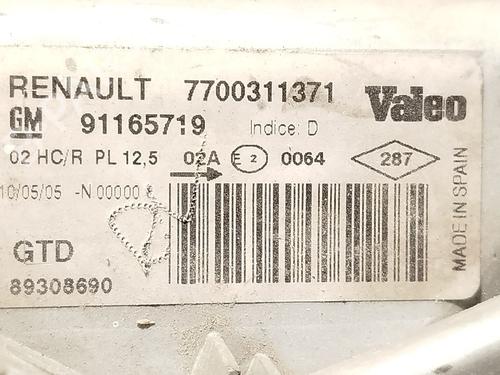 RENAULT 7700311371 Valeo
GM 91165719 Indice: D
02 HC/R PL 12,5 02A E 2 0064 287
10/05/05 -N 00000
GTD
89308690
MADE IN SPAIN